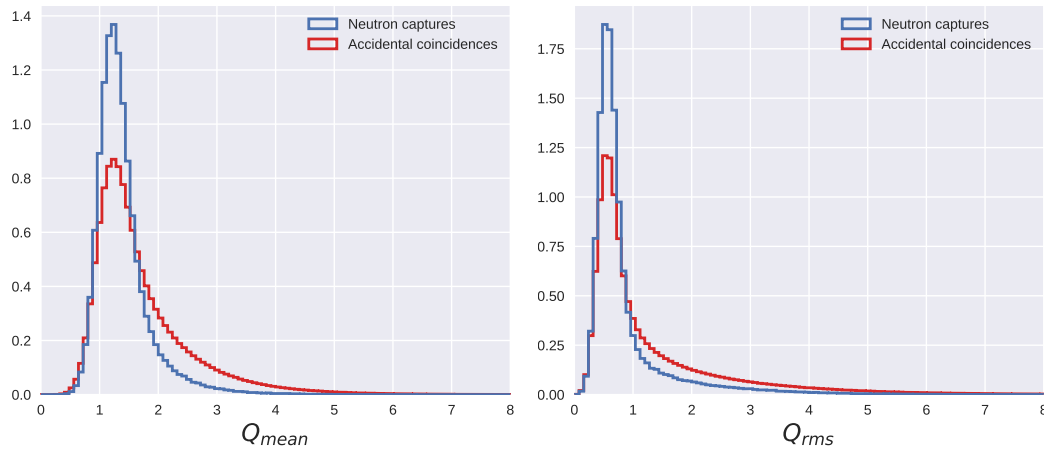 1.4
1.2
1.0
0.8
0.6
0.4
0.2
0.0
0 1 2 3 4 5 6 7 8
Neutron captures
Accidental coincidences
Q_mean
1.75
1.50
1.25
1.00
0.75
0.50
0.25
0.00
0 1 2 3 4 5 6 7 8
Neutron captures
Accidental coincidences
Q_rms